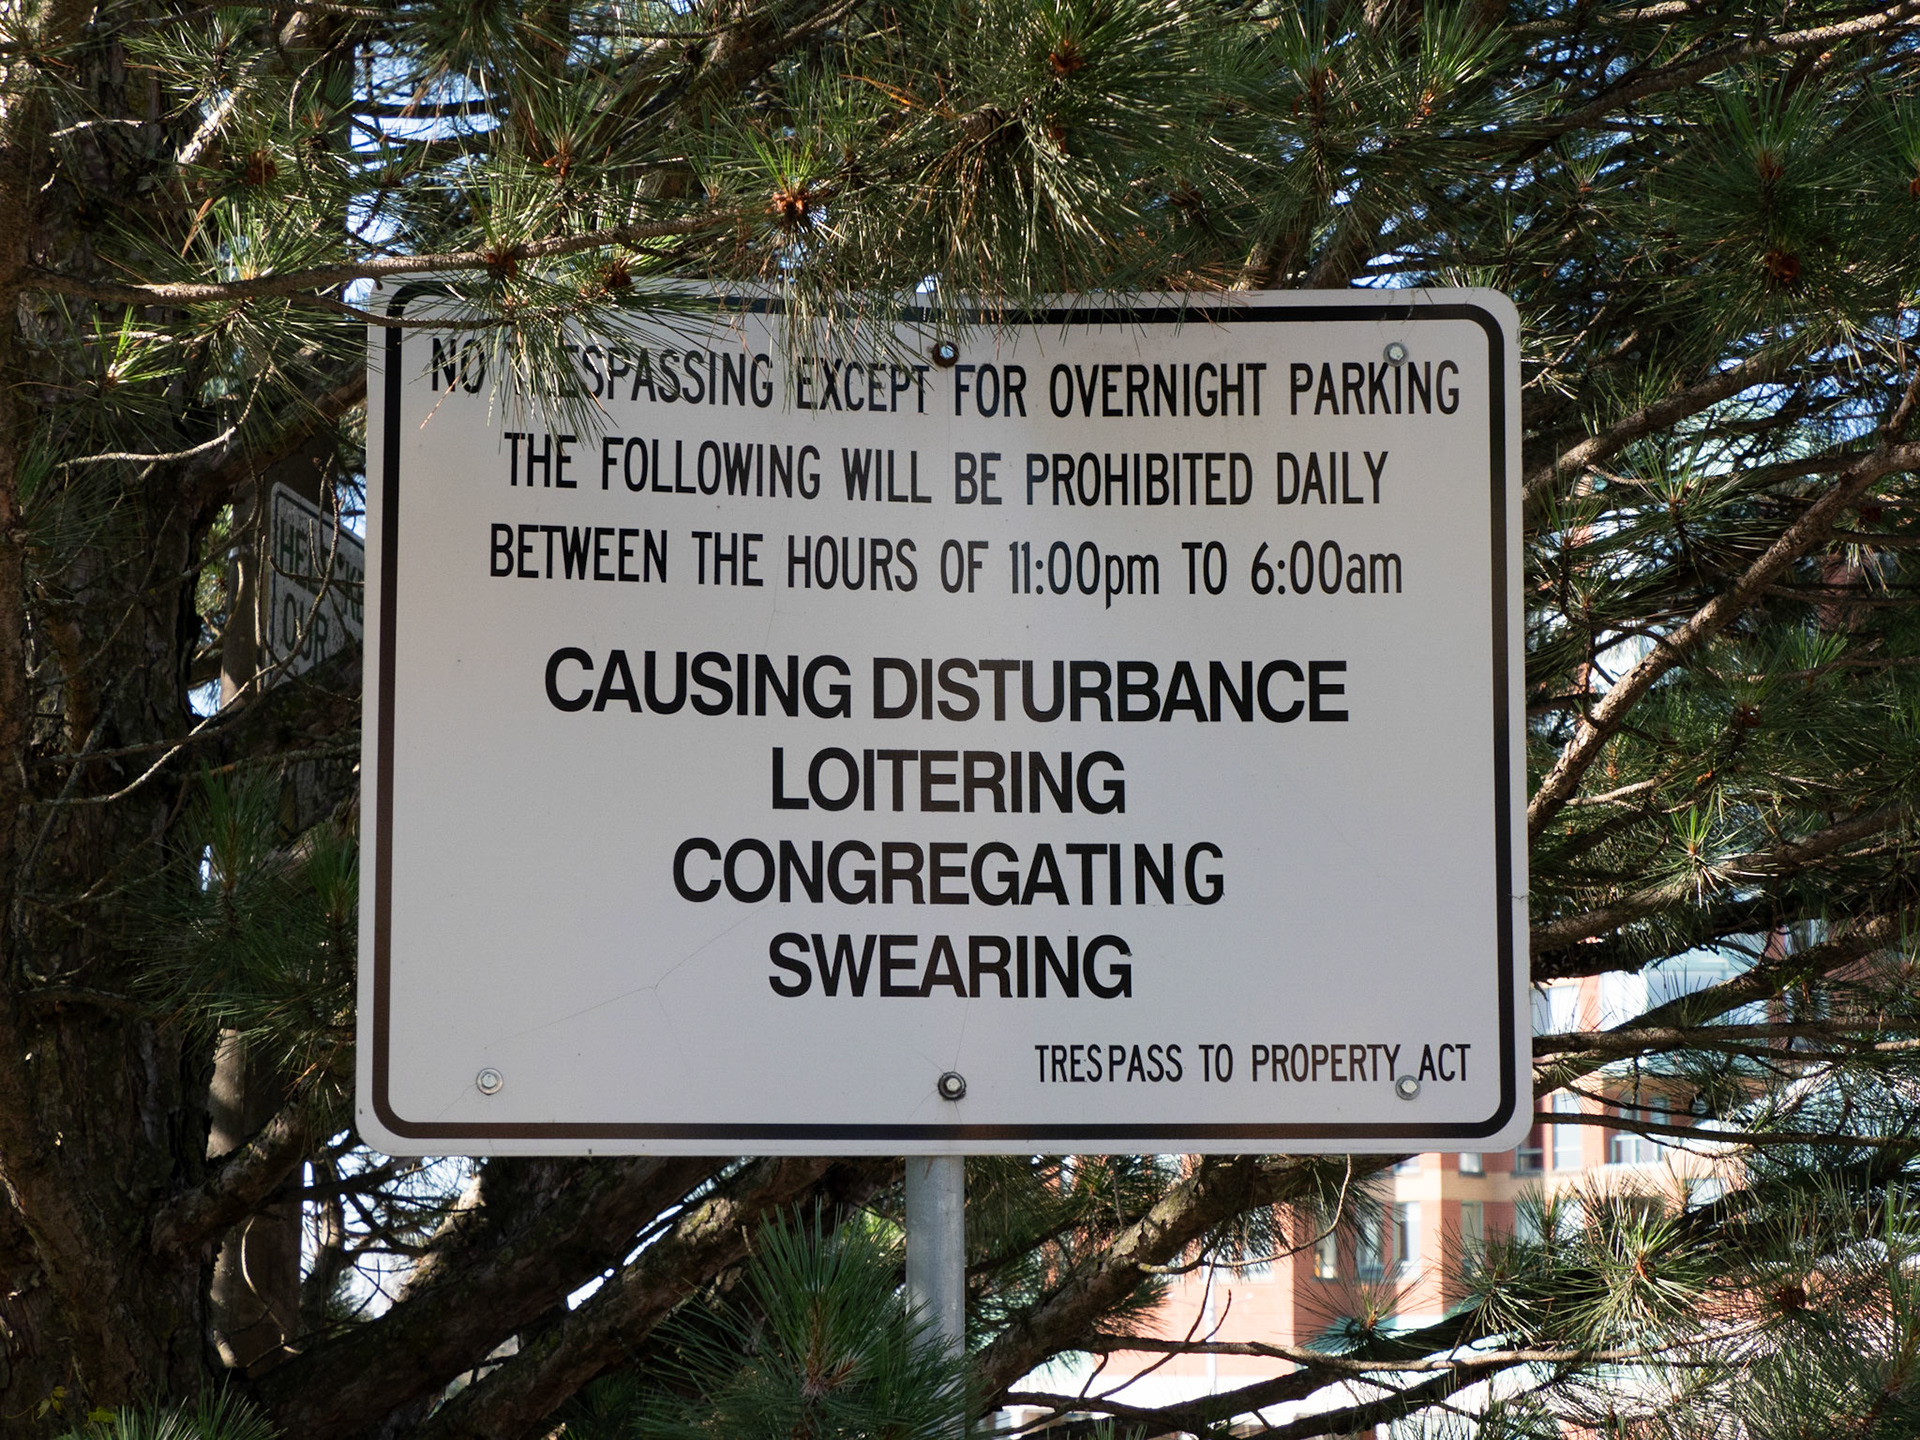 NO TRESPASSING EXCEPT FOR OVERNIGHT PARKING
THE FOLLOWING WILL BE PROHIBITED DAILY
BETWEEN THE HOURS OF 11:00pm TO 6:00am
CAUSING DISTURBANCE
LOITERING
CONGREGATING
SWEARING
TRESPASS TO PROPERTY ACT
OUR